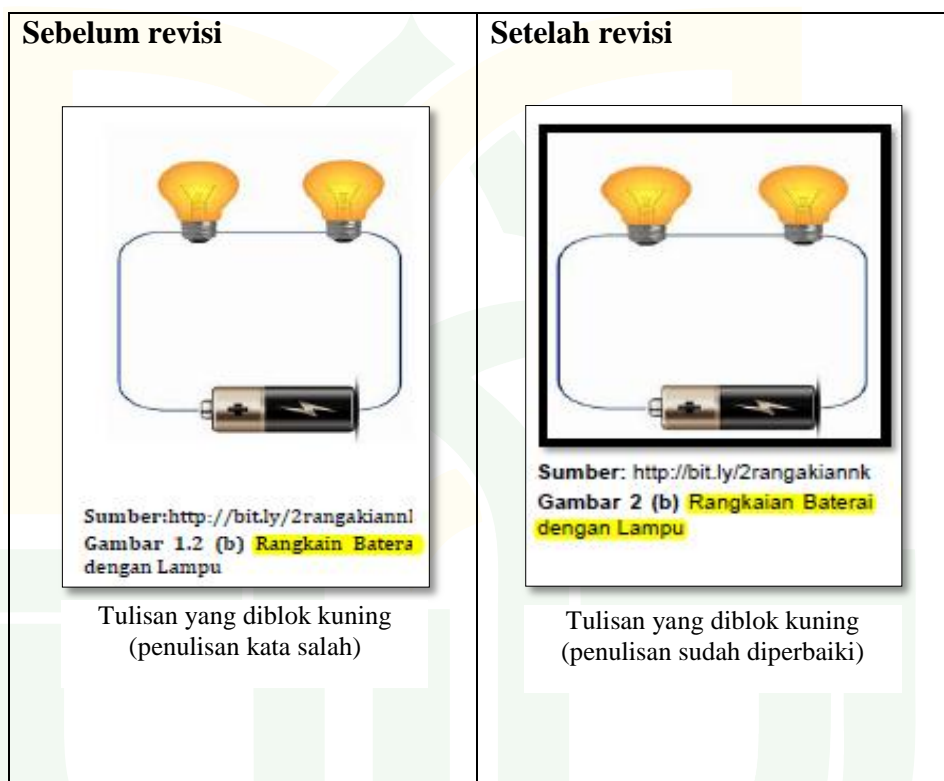 Sebelum revisi
Sumber:http://bit.ly/2rangakiann
Gambar 1.2 (b) Rangkain Batera
dengan Lampu
Tulisan yang diblok kuning
(penulisan kata salah)
Setelah revisi
Sumber: http://bit.ly/2rangakiannk
Gambar 2 (b) Rangkaian Baterai
dengan Lampu
Tulisan yang diblok kuning
(penulisan sudah diperbaiki)